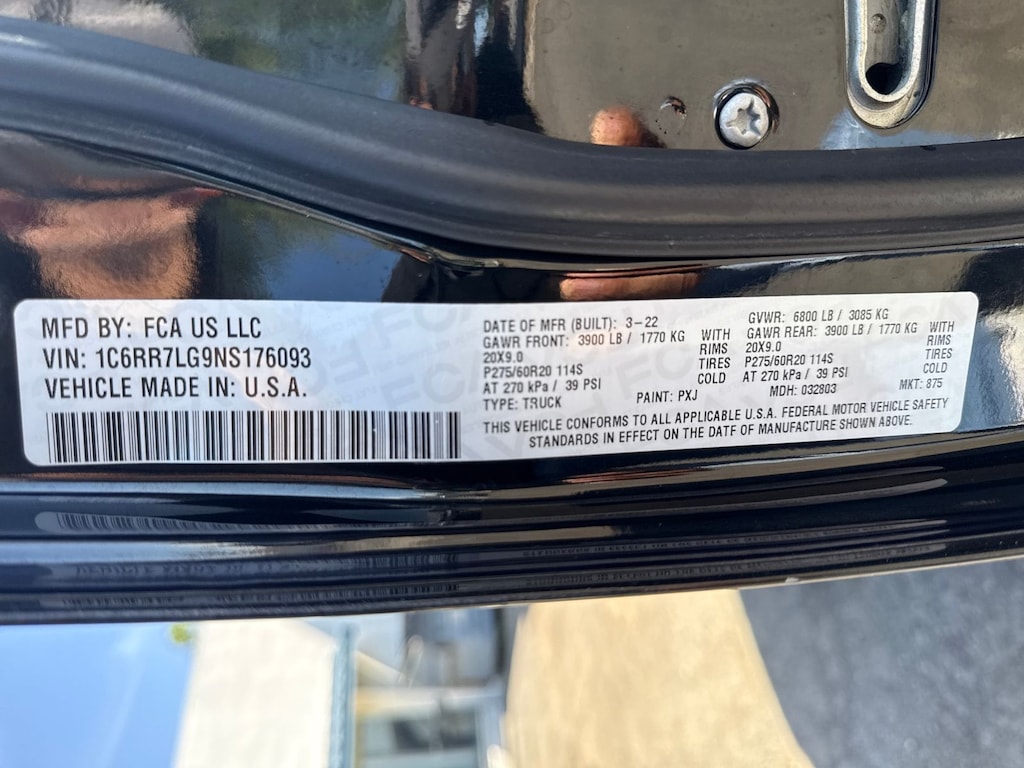 MFD BY: FCA US LLC
VIN: 1C6RR7LG9NS176093
VEHICLE MADE IN: U.S.A.
DATE OF MFR (BUILT): 3-22
GAWR FRONT: 3900 LB / 1770 KG WITH
20X9.0 RIMS
P275/60R20 114S TIRES
AT 270 kPa / 39 PSI COLD
TYPE: TRUCK PAINT: PXJ
GVWR: 6800 LB / 3085 KG
GAWR REAR: 3900 LB / 1770 KG WITH
20X9.0 RIMS
P275/60R20 114S TIRES
AT 270 kPa / 39 PSI COLD
MDH: 032803 MKT: 875
THIS VEHICLE CONFORMS TO ALL APPLICABLE U.S.A. FEDERAL MOTOR VEHICLE SAFETY
STANDARDS IN EFFECT ON THE DATE OF MANUFACTURE SHOWN ABOVE.